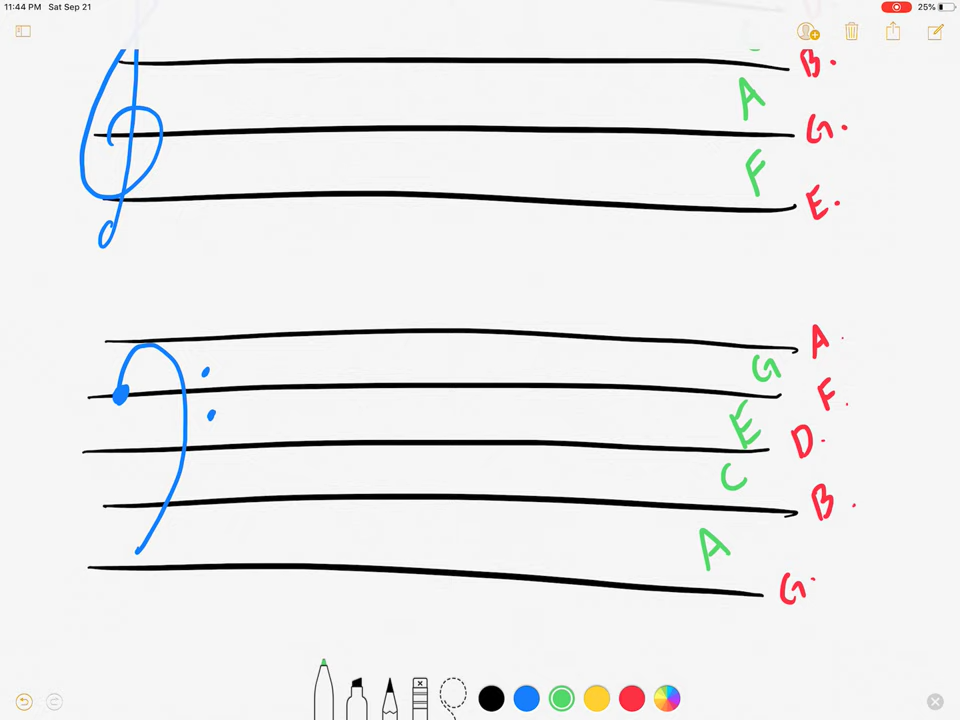 11:44 PM Sat Sep 21
25%
B.
A
G.
F
E.
A.
G
F.
E
D.
C
B.
A
G.